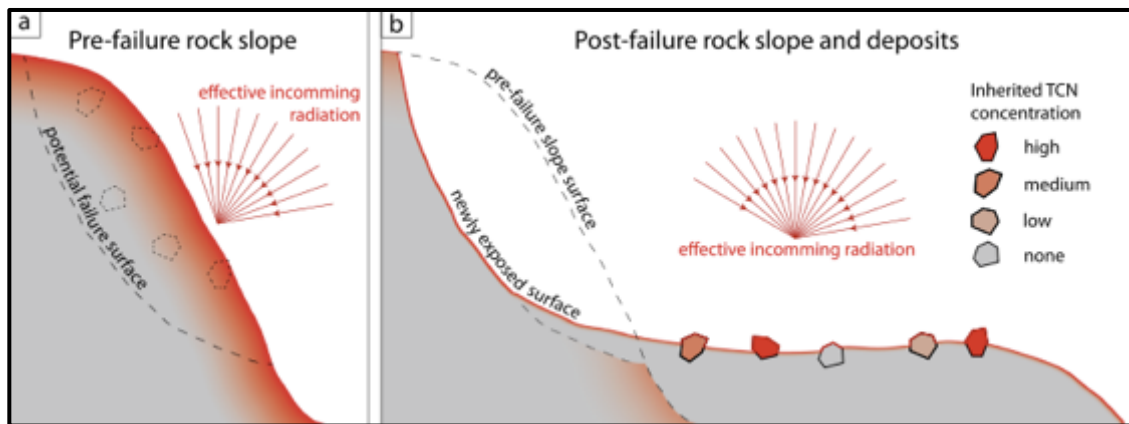 a
Pre-failure rock slope
effective incomming
radiation
potential failure surface
b
Post-failure rock slope and deposits
pre-failure slope surface
newly exposed surface
effective incomming radiation
Inherited TCN
concentration
high
medium
low
none